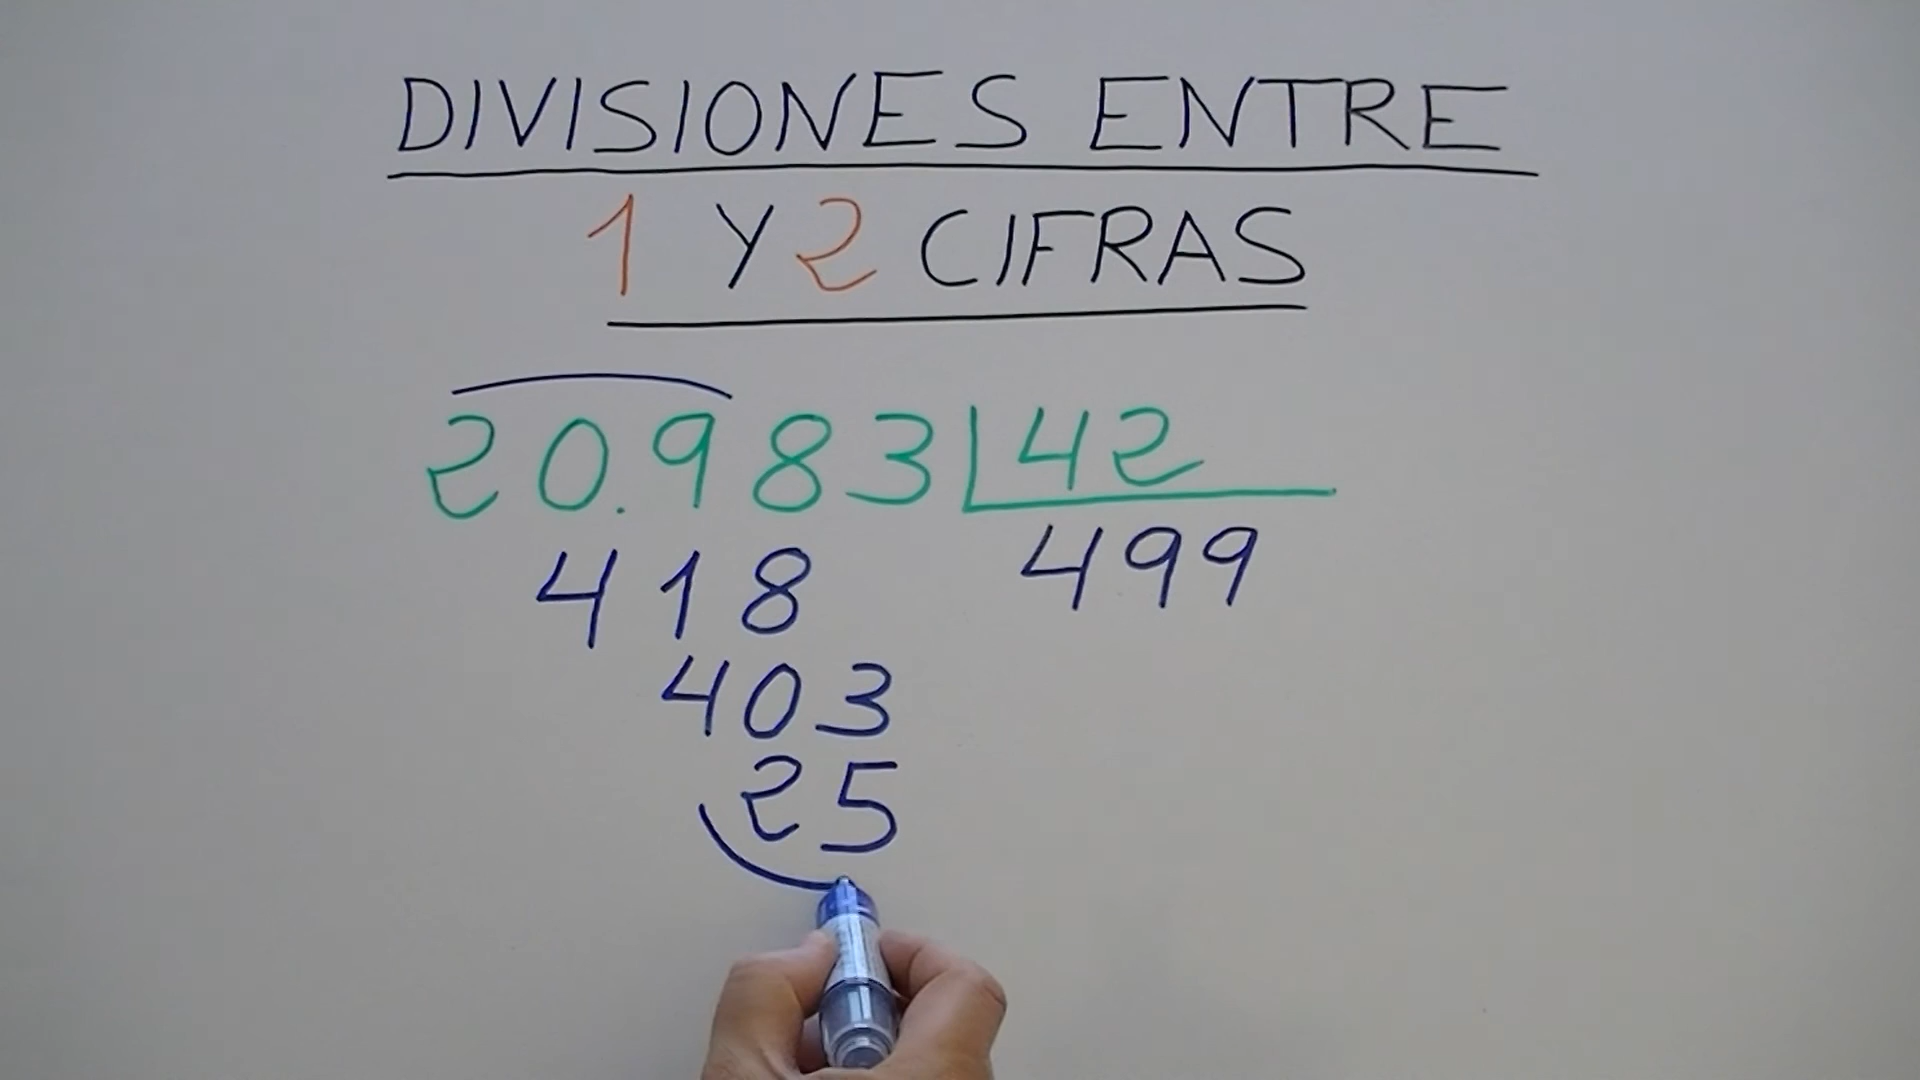 DIVISIONES ENTRE
1 Y 2 CIFRAS
20.983 42
418 499
403
25